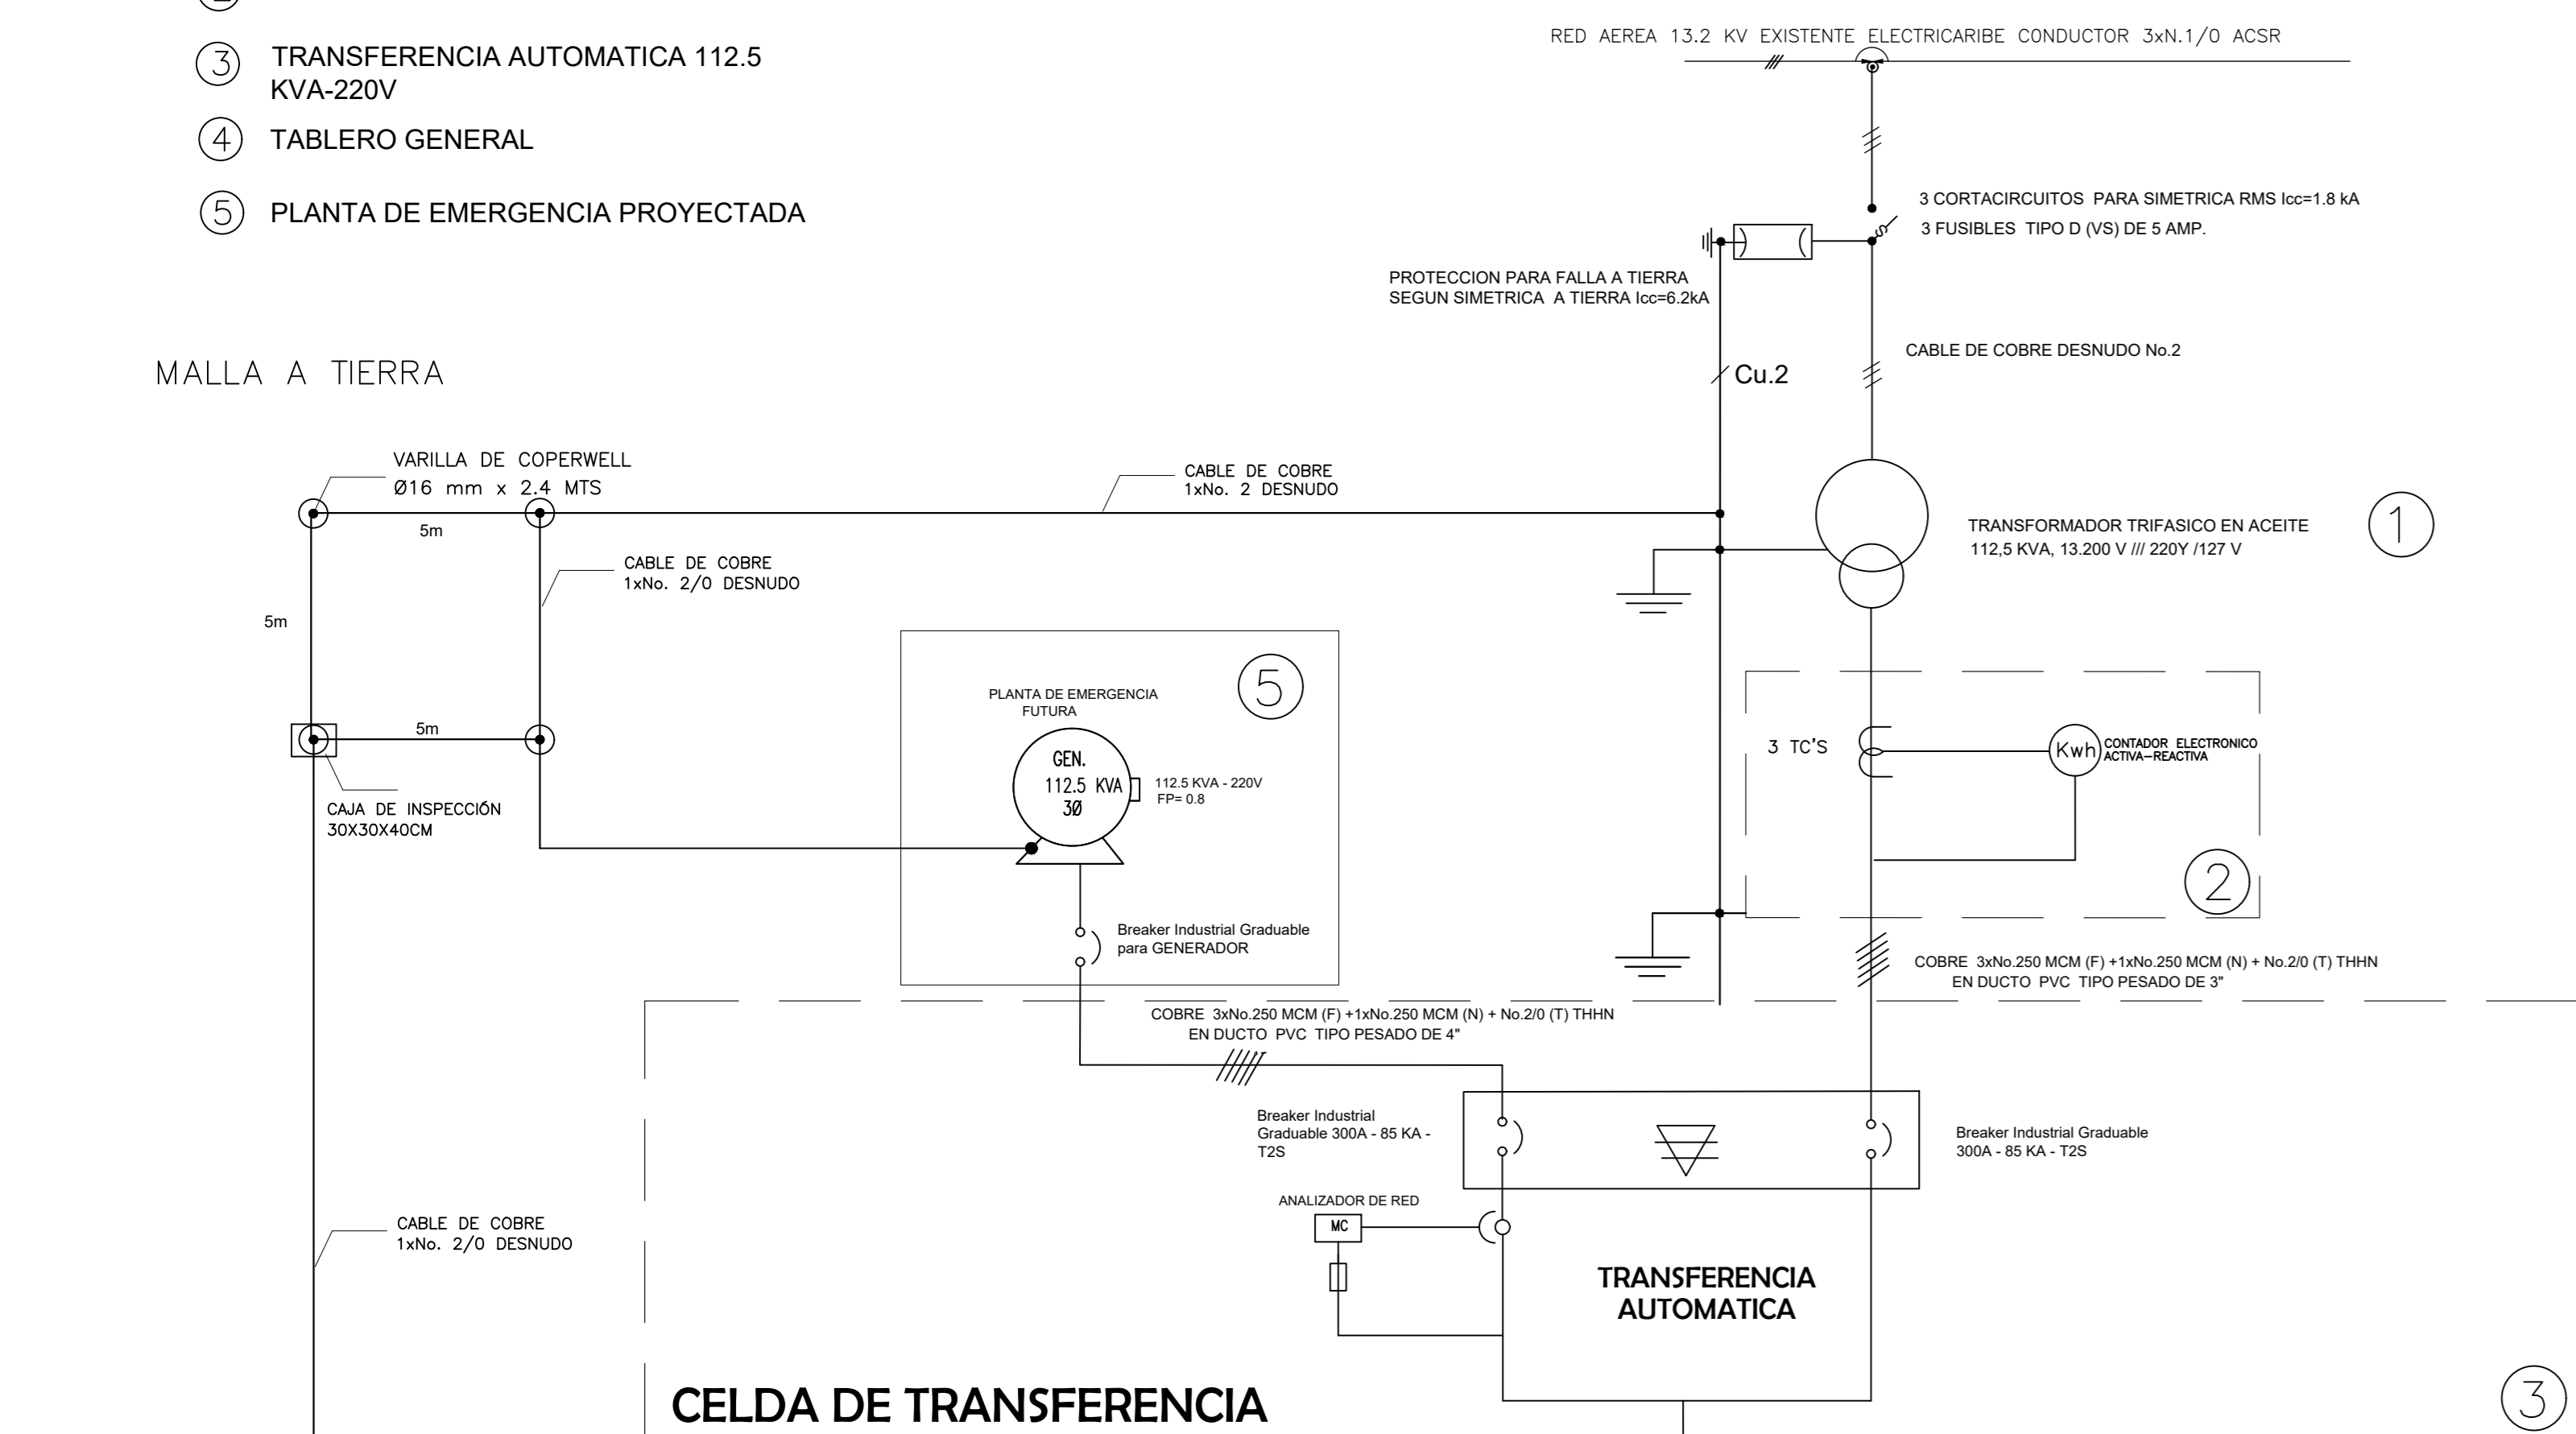 3
TRANSFERENCIA AUTOMATICA 112.5
KVA-220V
4
TABLERO GENERAL
5
PLANTA DE EMERGENCIA PROYECTADA
RED AEREA 13.2 KV EXISTENTE ELECTRICARIBE CONDUCTOR 3xN.1/0 ACSR
3 CORTACIRCUITOS PARA SIMETRICA RMS Icc=1.8 kA
3 FUSIBLES TIPO D (VS) DE 5 AMP.
PROTECCION PARA FALLA A TIERRA
SEGUN SIMETRICA A TIERRA Icc=6.2kA
CABLE DE COBRE DESNUDO No.2
Cu.2
MALLA A TIERRA
VARILLA DE COPERWELL
Ø16 mm x 2.4 MTS
5m
CABLE DE COBRE
1xNo. 2 DESNUDO
CABLE DE COBRE
1xNo. 2/0 DESNUDO
5m
5m
CAJA DE INSPECCIÓN
30X30X40CM
TRANSFORMADOR TRIFASICO EN ACEITE
112,5 KVA, 13.200 V /// 220Y /127 V
1
PLANTA DE EMERGENCIA
FUTURA
5
GEN.
112.5 KVA
3Ø
112.5 KVA - 220V
FP= 0.8
Breaker Industrial Graduable
para GENERADOR
3 TC'S
Kwh
CONTADOR ELECTRONICO
ACTIVA-REACTIVA
2
COBRE 3xNo.250 MCM (F) +1xNo.250 MCM (N) + No.2/0 (T) THHN
EN DUCTO PVC TIPO PESADO DE 3"
COBRE 3xNo.250 MCM (F) +1xNo.250 MCM (N) + No.2/0 (T) THHN
EN DUCTO PVC TIPO PESADO DE 4"
Breaker Industrial
Graduable 300A - 85 KA -
T2S
Breaker Industrial Graduable
300A - 85 KA - T2S
ANALIZADOR DE RED
MC
CABLE DE COBRE
1xNo. 2/0 DESNUDO
TRANSFERENCIA
AUTOMATICA
CELDA DE TRANSFERENCIA
3